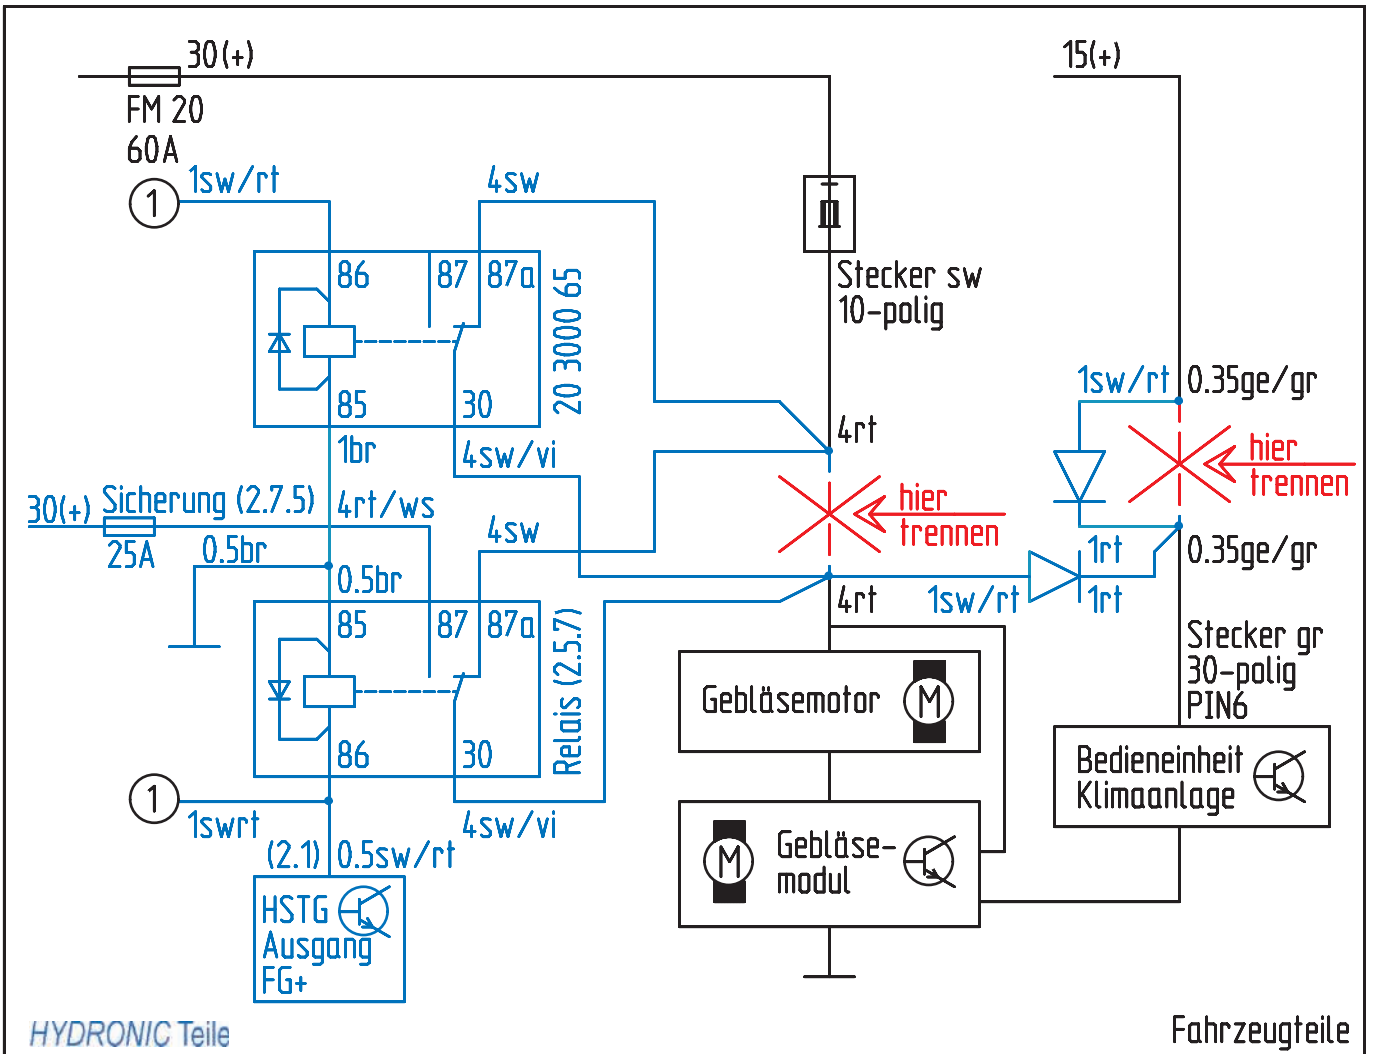 30(+)
15(+)
FM 20
60A
1sw/rt
4sw
1
86
87
87a
20 3000 65
Stecker sw
10-polig
85
30
1sw/rt
0.35ge/gr
4rt
1br
4sw/vi
hier
trennen
hier
trennen
30(+)
Sicherung (2.7.5)
25A
4rt/ws
0.5br
4sw
0.5br
1rt
0.35ge/gr
4rt
1sw/rt
1rt
85
87
87a
Relais (2.5.7)
Stecker gr
30-polig
PIN6
Gebläsemotor
M
86
30
Bedieneinheit
Klimaanlage
1
1swrt
4sw/vi
(2.1)
0.5sw/rt
M
Gebläse-
modul
HSTG
Ausgang
FG+
HYDRONIC Teile
Fahrzeugteile